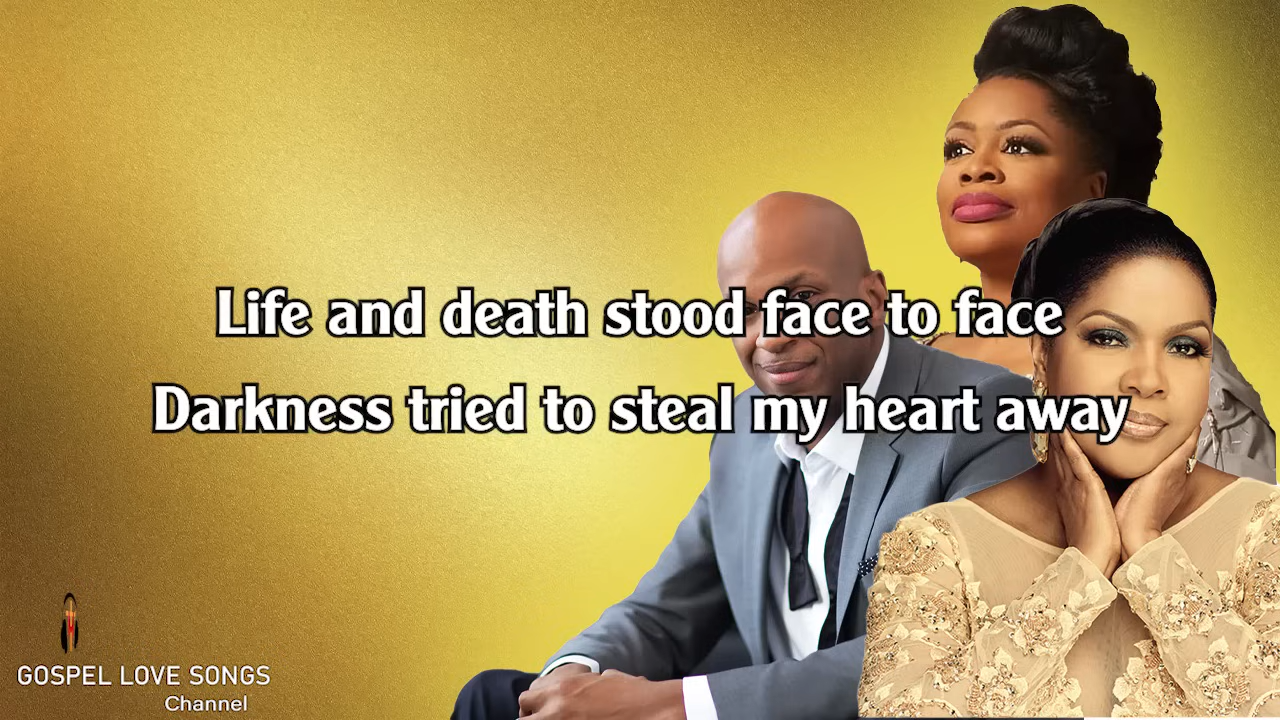 Life and death stood face to face
Darkness tried to steal my heart away
GOSPEL LOVE SONGS
Channel